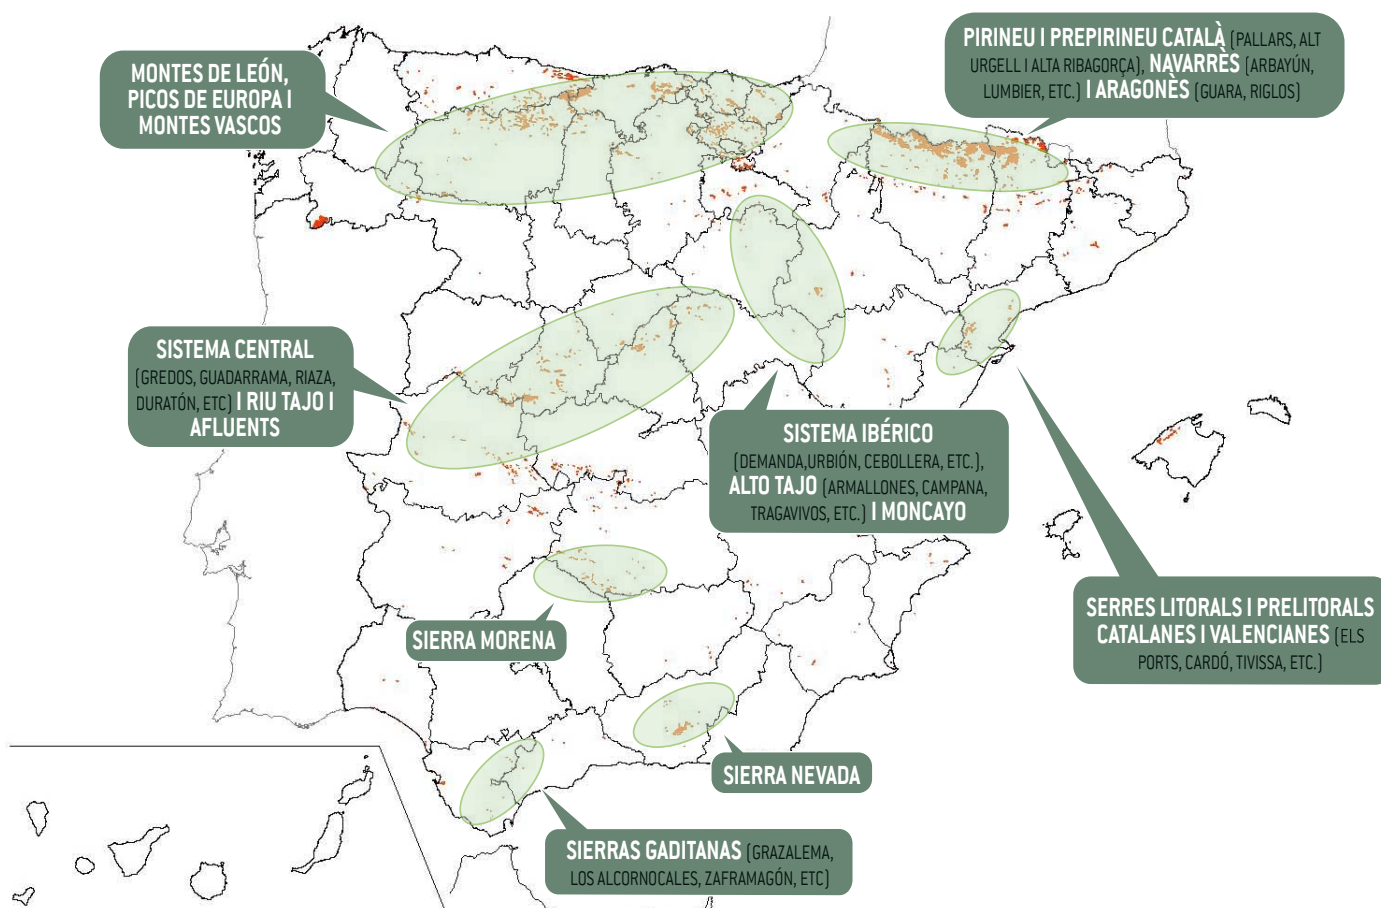 MONTES DE LEÓN,
PICOS DE EUROPA I
MONTES VASCOS
PIRINEU I PREPIRINEU CATALÀ (PALLARS, ALT
URGELL I ALTA RIBAGORÇA), NAVARRÈS (ARBAYÚN,
LUMBIER, ETC.) I ARAGONÈS (GUARA, RIGLOS)
SISTEMA CENTRAL
(GREDOS, GUADARRAMA, RIAZA,
DURATÓN, ETC) I RIU TAJO I
AFLUENTS
SISTEMA IBÉRICO
(DEMANDA,URBIÓN, CEBOLLERA, ETC.),
ALTO TAJO (ARMALLONES, CAMPANA,
TRAGAVIVOS, ETC.) I MONCAYO
SERRES LITORALS I PRELITORALS
CATALANES I VALENCIANES (ELS
PORTS, CARDÓ, TIVISSA, ETC.)
SIERRA MORENA
SIERRA NEVADA
SIERRAS GADITANAS (GRAZALEMA,
LOS ALCORNOCALES, ZAFRAMAGÓN, ETC)